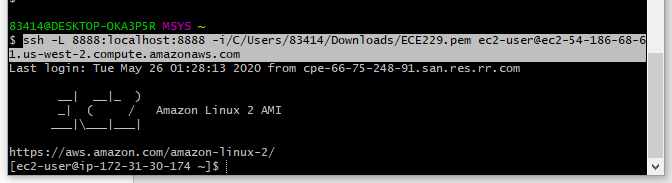 83414@DESKTOP-OKA3P5R MSYS ~
$ ssh -L 8888:localhost:8888 -i/C/Users/83414/Downloads/ECE229.pem ec2-user@ec2-54-186-68-6
1.us-west-2.compute.amazonaws.com
Last login: Tue May 26 01:28:13 2020 from cpe-66-75-248-91.san.res.rr.com
__|  __|_  )
_|  (     /   Amazon Linux 2 AMI
___|\___|___|
https://aws.amazon.com/amazon-linux-2/
[ec2-user@ip-172-31-30-174 ~]$